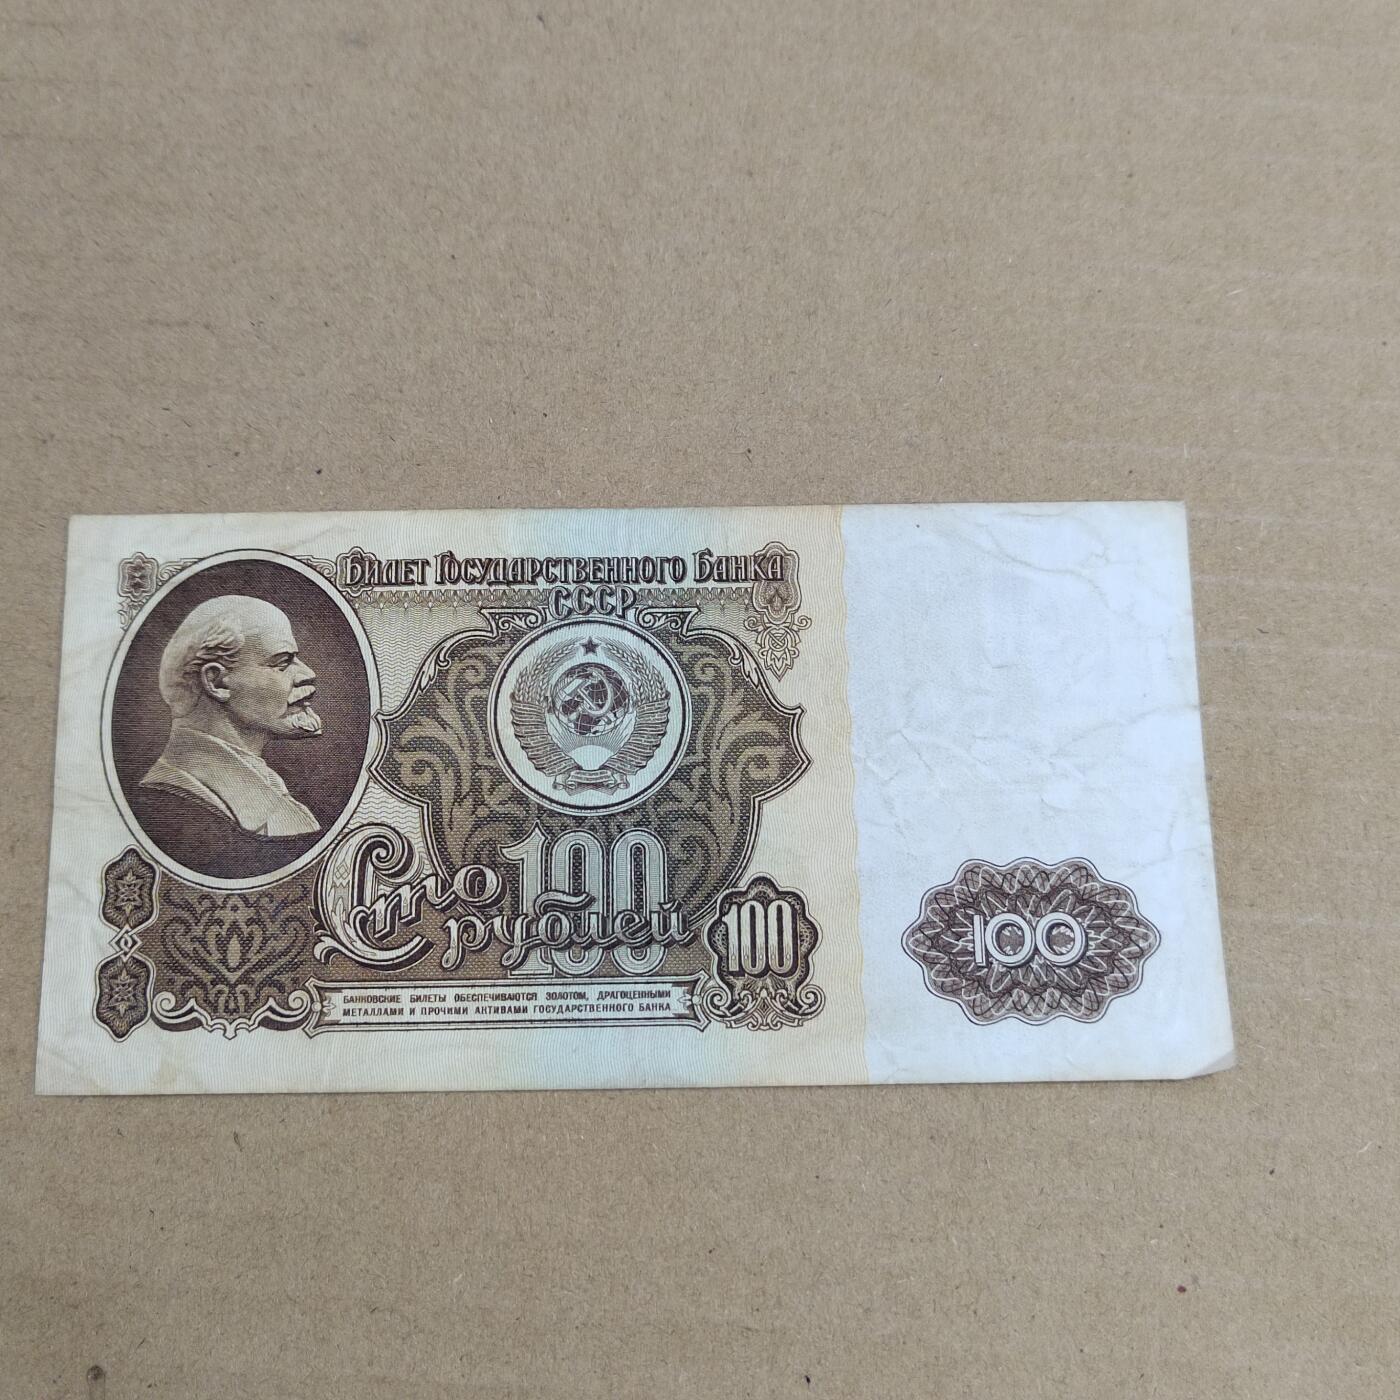 Билет Государственного Банка
СССР
100
Сто
рублей
100
100
Банковские билеты обеспечиваются золотом, драгоценными
металлами и прочими активами Государственного Банка